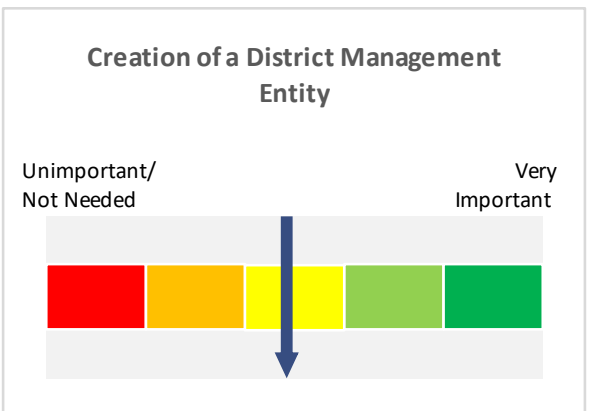 Creation of a District Management
Entity
Unimportant/
Not Needed
Very
Important